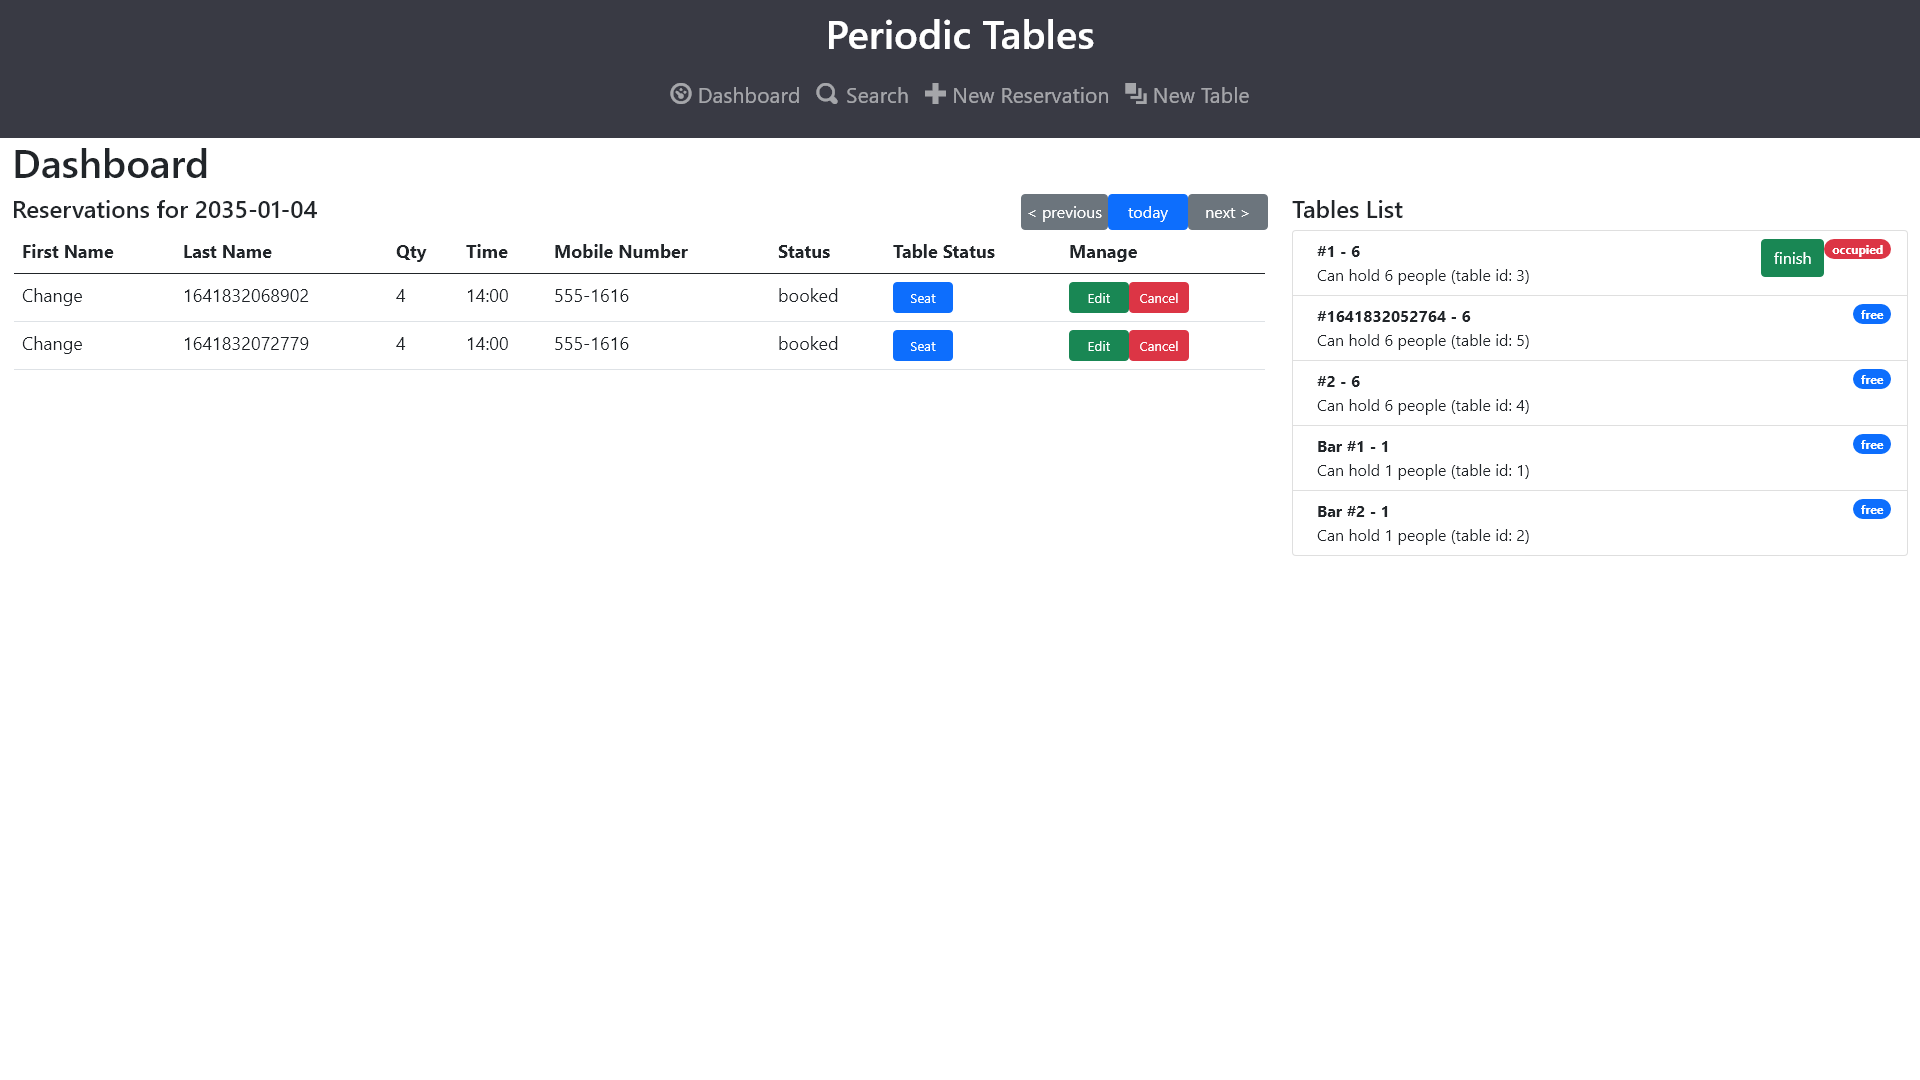 Periodic Tables
Dashboard Search New Reservation New Table
Dashboard
Reservations for 2035-01-04
< previous today next >
First Name Last Name Qty Time Mobile Number Status Table Status Manage
Change 1641832068902 4 14:00 555-1616 booked Seat Edit Cancel
Change 1641832072779 4 14:00 555-1616 booked Seat Edit Cancel
Tables List
#1 - 6 finish occupied
Can hold 6 people (table id: 3)
#1641832052764 - 6 free
Can hold 6 people (table id: 5)
#2 - 6 free
Can hold 6 people (table id: 4)
Bar #1 - 1 free
Can hold 1 people (table id: 1)
Bar #2 - 1 free
Can hold 1 people (table id: 2)